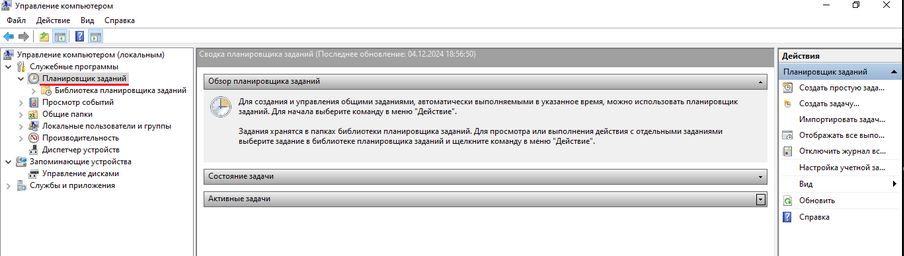 Управление компьютером
Файл Действие Вид Справка
Управление компьютером (локальным)
Служебные программы
Планировщик заданий
Библиотека планировщика заданий
Просмотр событий
Общие папки
Локальные пользователи и группы
Производительность
Диспетчер устройств
Запоминающие устройства
Управление дисками
Службы и приложения
Сводка планировщика заданий (Последнее обновление: 04.12.2024 18:56:50)
Обзор планировщика заданий
Для создания и управления общими заданиями, автоматически выполняемыми в указанное время, можно использовать планировщик
заданий. Для начала выберите команду в меню "Действие".
Задания хранятся в папках библиотеки планировщика заданий. Для просмотра или выполнения действия с отдельными заданиями
выберите задание в библиотеке планировщика заданий и щелкните команду в меню "Действие".
Состояние задачи
Активные задачи
Действия
Планировщик заданий
Создать простую зада...
Создать задачу...
Импортировать задач...
Отображать все выпо...
Отключить журнал вс...
Настройка учетной за...
Вид
Обновить
Справка